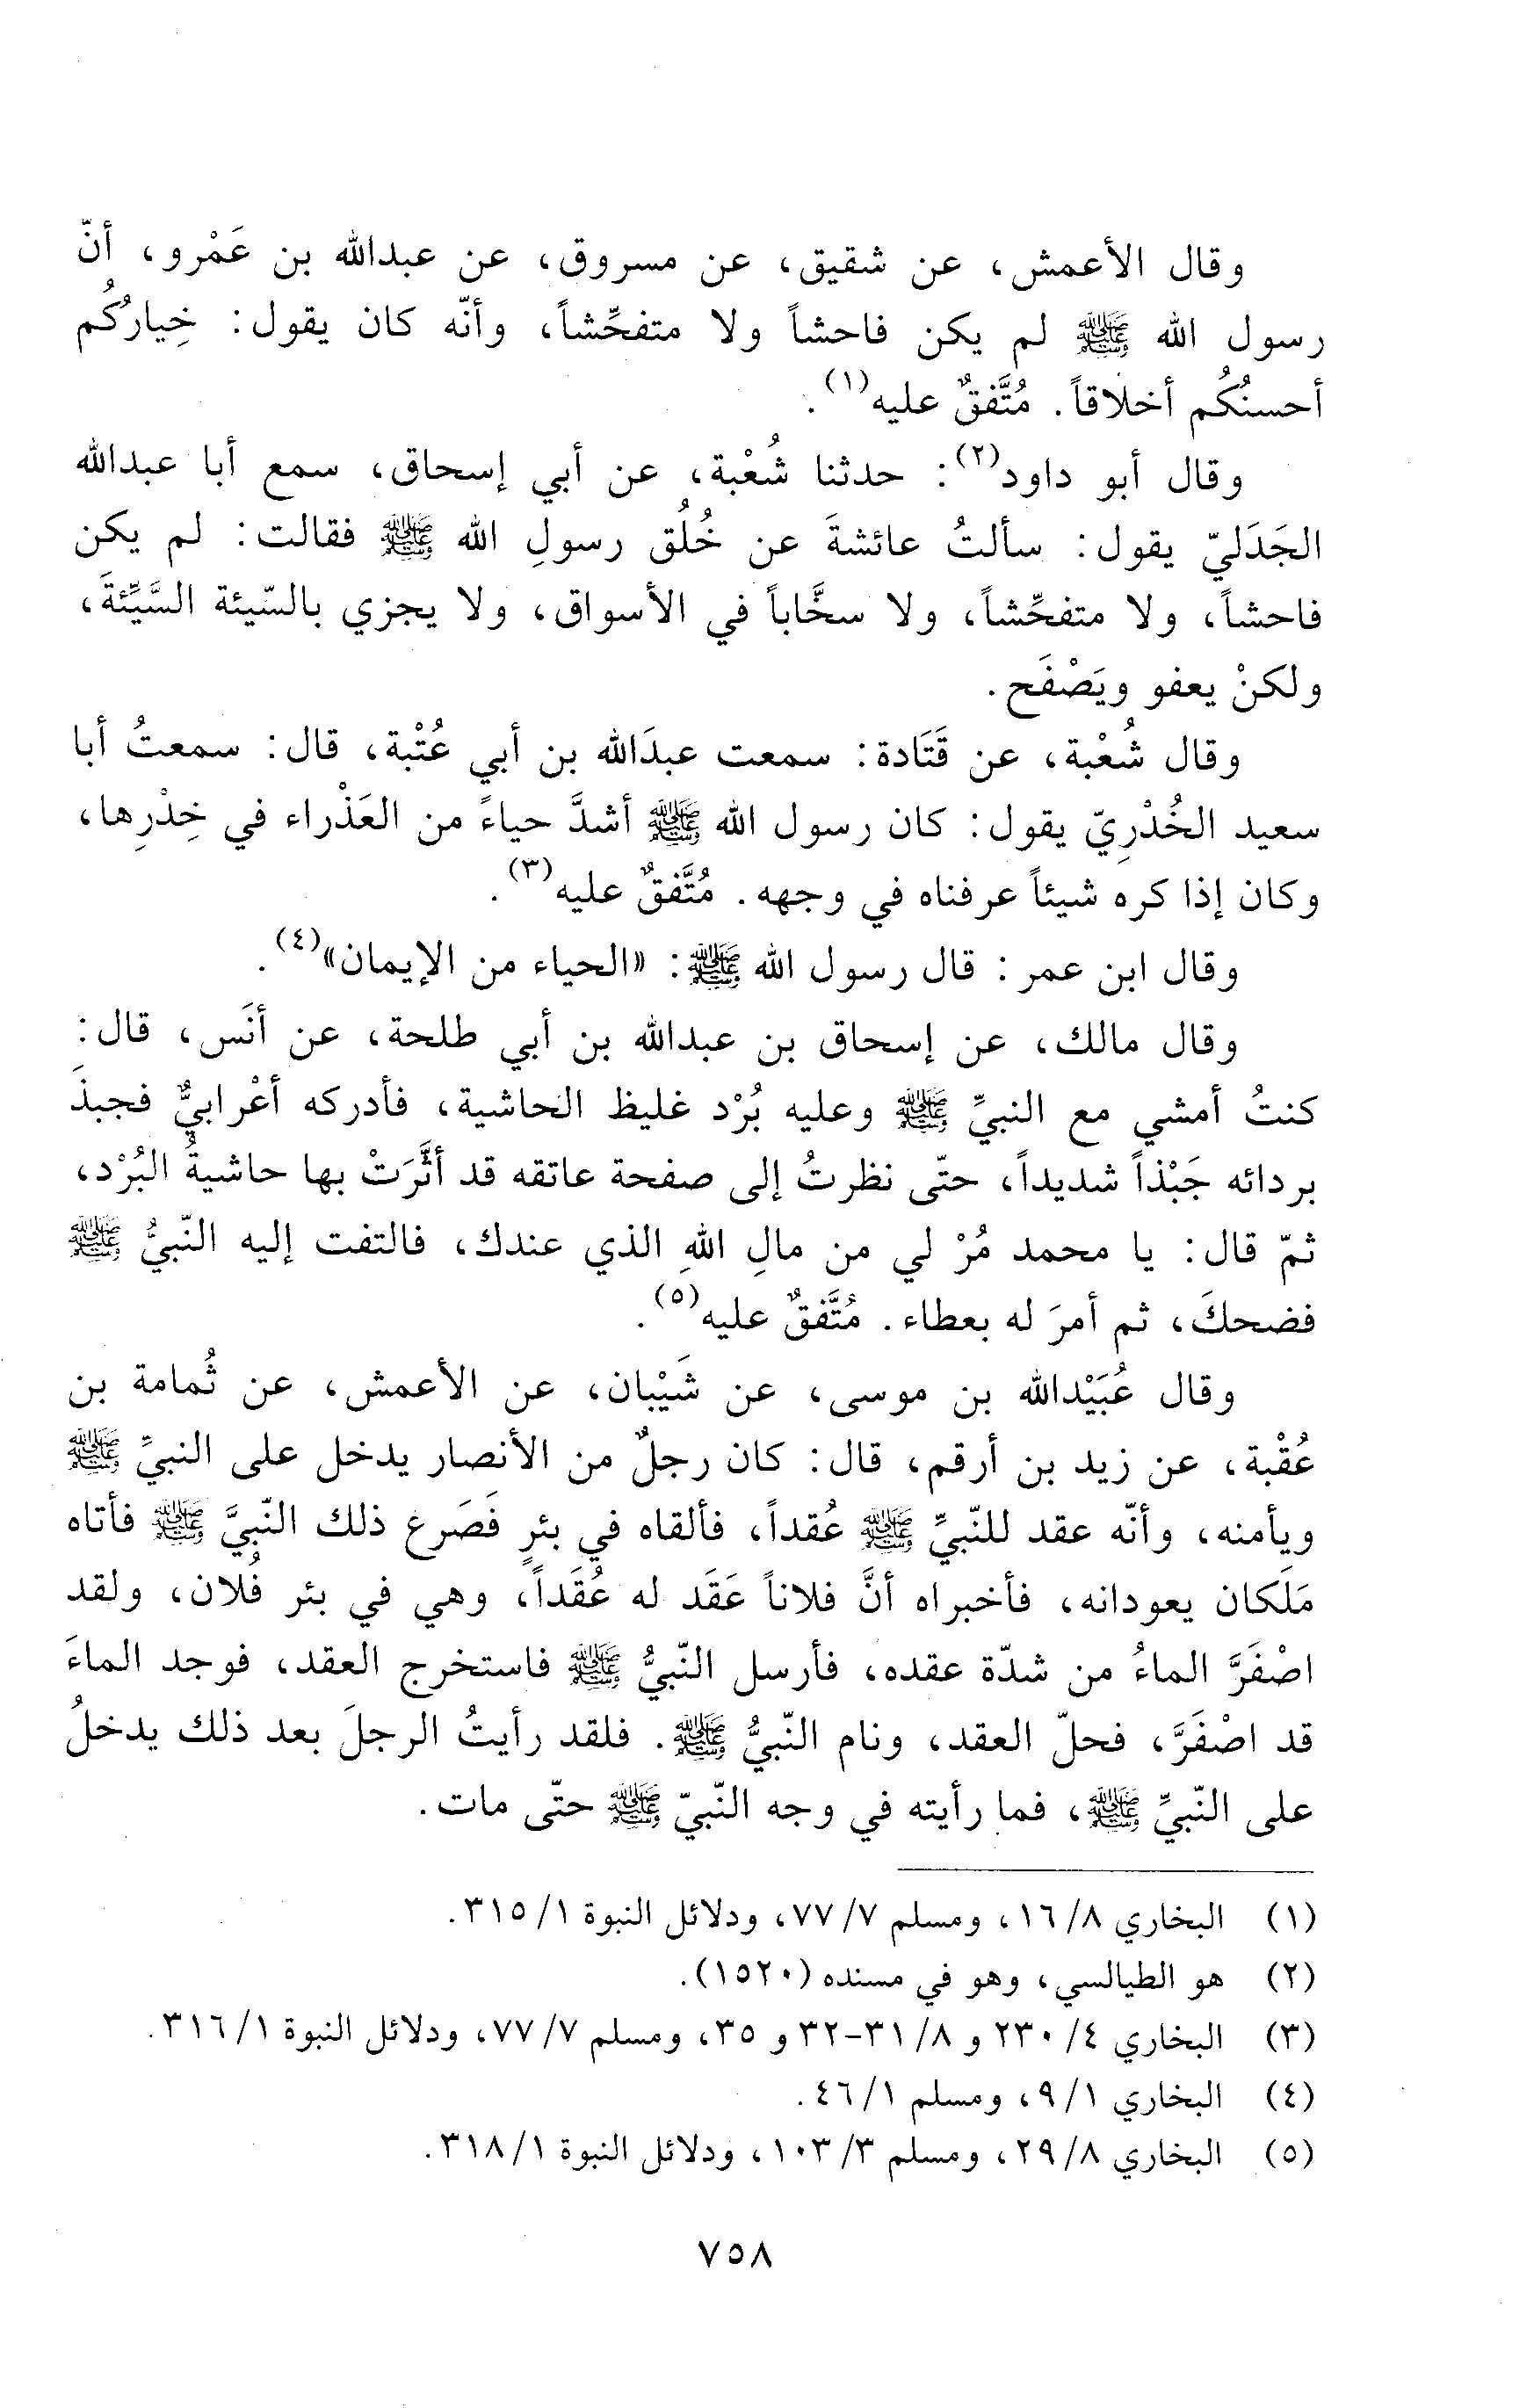 وقال الأعمش، عن شقيق، عن مسروق، عن عبدالله بن عَمْرو، أنّ
رسول الله ﷺ لم يكن فاحشاً ولا متفحِّشاً، وأنّه كان يقول: خِيارُكُم
أحسنُكُم أخلاقاً. مُتَّفقٌ عليه(١).
وقال أبو داود(٢): حدثنا شُعْبة، عن أبي إسحاق، سمع أبا عبدالله
الجَدَليّ يقول: سألتُ عائشةَ عن خُلُق رسولِ الله ﷺ فقالت: لم يكن
فاحشاً، ولا متفحِّشاً، ولا سخَّاباً في الأسواق، ولا يجزي بالسّيئة السَّيِّئةَ،
ولكنْ يعفو ويَصْفَح.
وقال شُعْبة، عن قَتَادة: سمعت عبدَالله بن أبي عُتْبة، قال: سمعتُ أبا
سعيد الخُدْرِيّ يقول: كان رسول الله ﷺ أشدَّ حياءً من العَذْراء في خِدْرِها،
وكان إذا كره شيئاً عرفناه في وجهه. مُتَّفقٌ عليه(٣).
وقال ابن عمر: قال رسول الله ﷺ: «الحياء من الإيمان»(٤).
وقال مالك، عن إسحاق بن عبدالله بن أبي طلحة، عن أنَس، قال:
كنتُ أمشي مع النبيِّ ﷺ وعليه بُرْد غليظ الحاشية، فأدركه أعْرابيٌّ فجبذَ
بردائه جَبْذاً شديداً، حتّى نظرتُ إلى صفحة عاتقه قد أثَّرَتْ بها حاشيةُ البُرْد،
ثمّ قال: يا محمد مُرْ لي من مالِ اللهِ الذي عندك، فالتفت إليه النّبيُّ ﷺ
فضحكَ، ثم أمرَ له بعطاء. مُتَّفقٌ عليه(٥).
وقال عُبَيْدالله بن موسى، عن شَيْبان، عن الأعمش، عن ثُمامة بن
عُقْبة، عن زيد بن أرقم، قال: كان رجلٌ من الأنصار يدخل على النبيِّ ﷺ
ويأمنه، وأنّه عقد للنّبيِّ ﷺ عُقداً، فألقاه في بئرٍ فَصَرع ذلك النّبيَّ ﷺ فأتاه
مَلَكان يعودانه، فأخبراه أنَّ فلاناً عَقَد له عُقَداً، وهي في بئر فُلان، ولقد
اصْفَرَّ الماءُ من شدّة عقده، فأرسل النّبيُّ ﷺ فاستخرج العقد، فوجد الماءَ
قد اصْفَرَّ، فحلّ العقد، ونام النّبيُّ ﷺ. فلقد رأيتُ الرجلَ بعد ذلك يدخلُ
على النّبيِّ ﷺ، فما رأيته في وجه النّبيّ ﷺ حتّى مات.
(١) البخاري ٨/ ١٦، ومسلم ٧/ ٧٧، ودلائل النبوة ١/ ٣١٥.
(٢) هو الطيالسي، وهو في مسنده (١٥٢٠).
(٣) البخاري ٤/ ٢٣٠ و ٨/ ٣١-٣٢ و ٣٥، ومسلم ٧/ ٧٧، ودلائل النبوة ١/ ٣١٦.
(٤) البخاري ١/ ٩، ومسلم ١/ ٤٦.
(٥) البخاري ٨/ ٢٩، ومسلم ٣/ ١٠٣، ودلائل النبوة ١/ ٣١٨.
٧٥٨